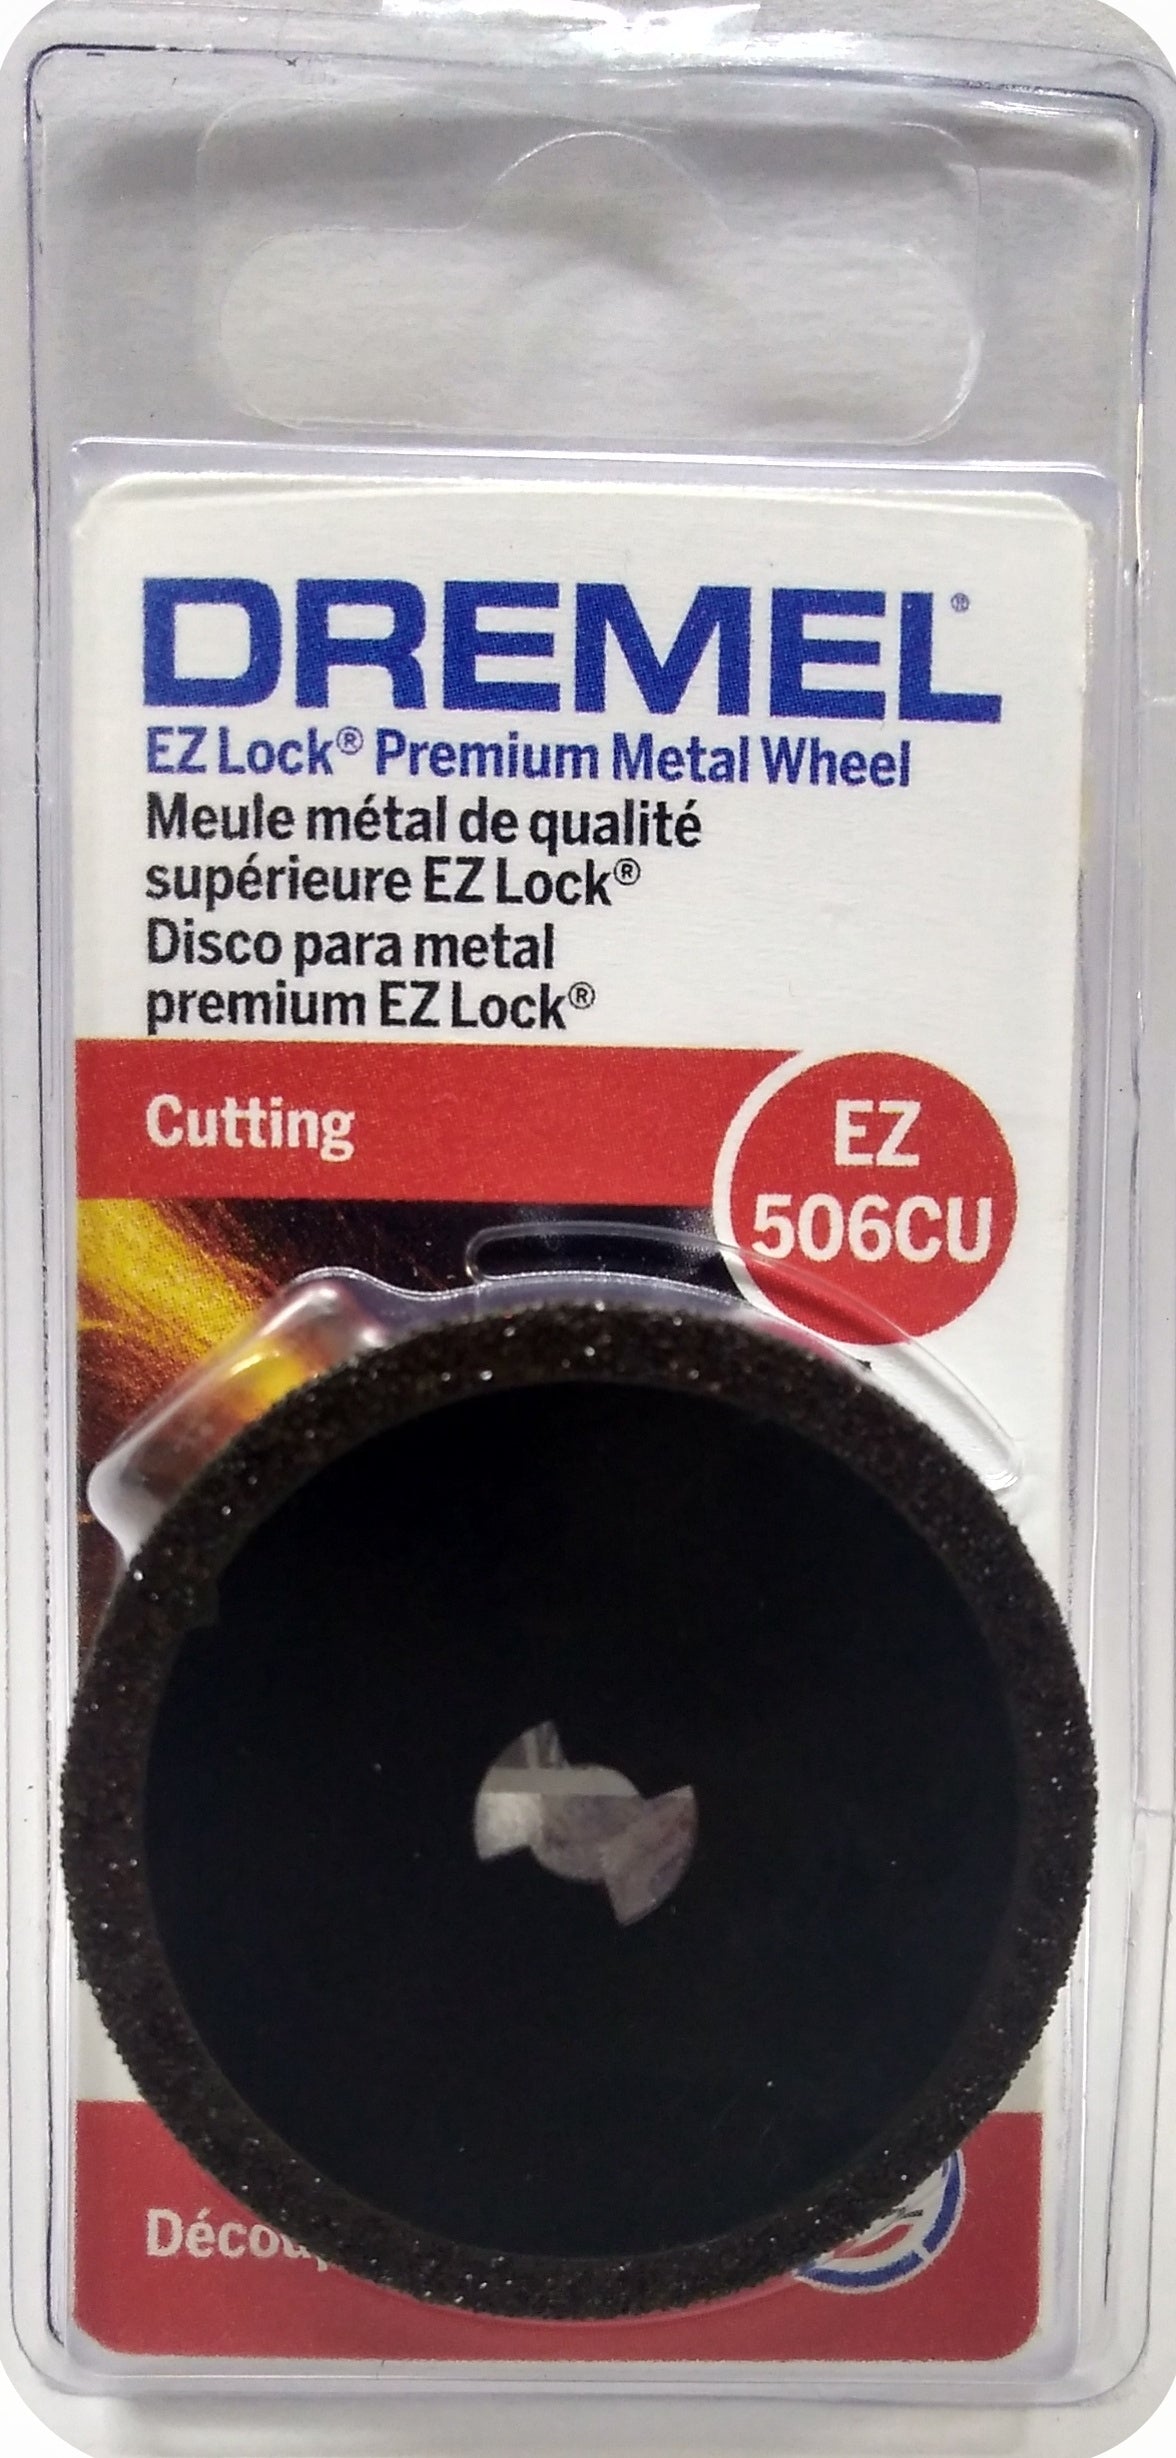 DREMEL®
EZ Lock® Premium Metal Wheel
Meule métal de qualité
supérieure EZ Lock®
Disco para metal
premium EZ Lock®
Cutting
EZ
506CU